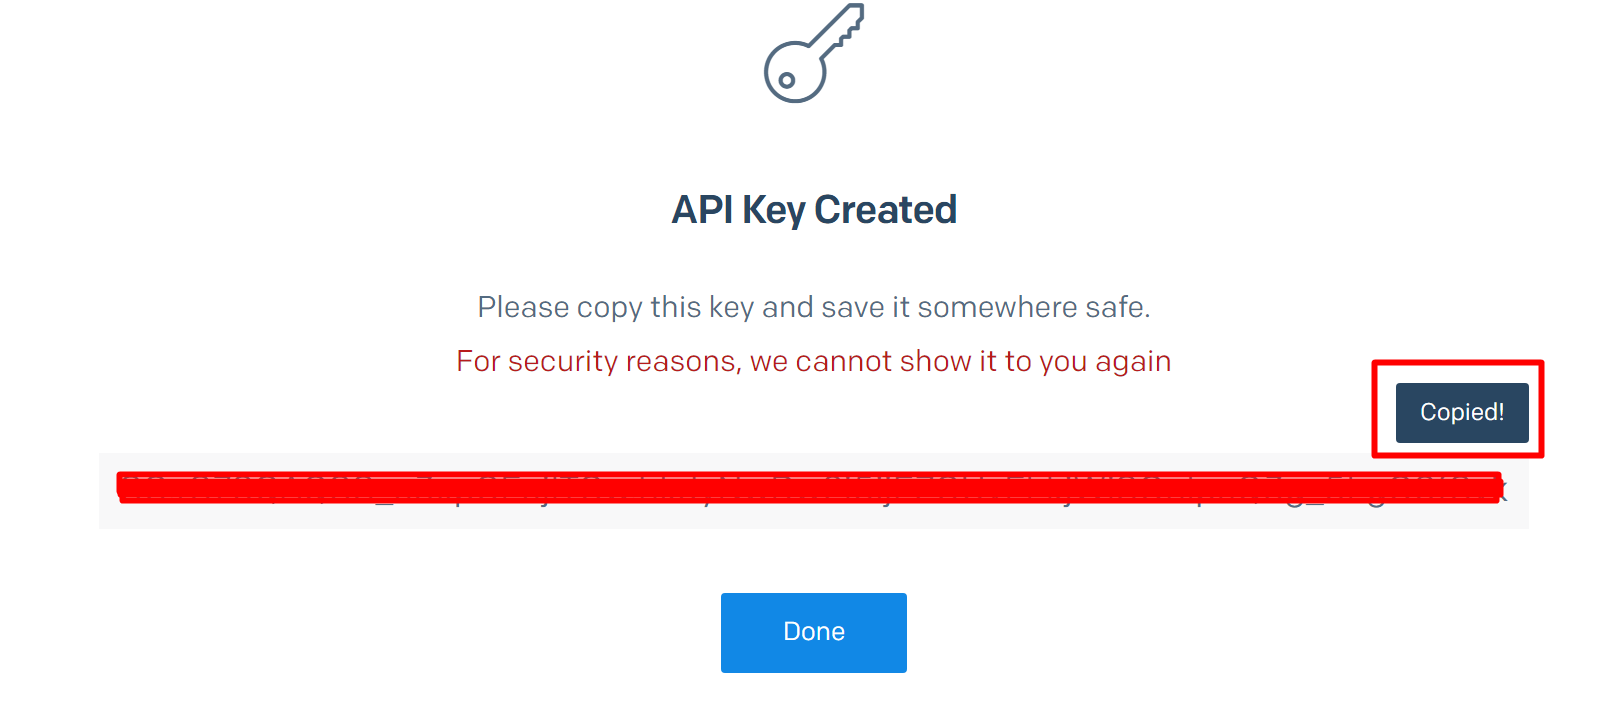 API Key Created
Please copy this key and save it somewhere safe.
For security reasons, we cannot show it to you again
Copied!
Done